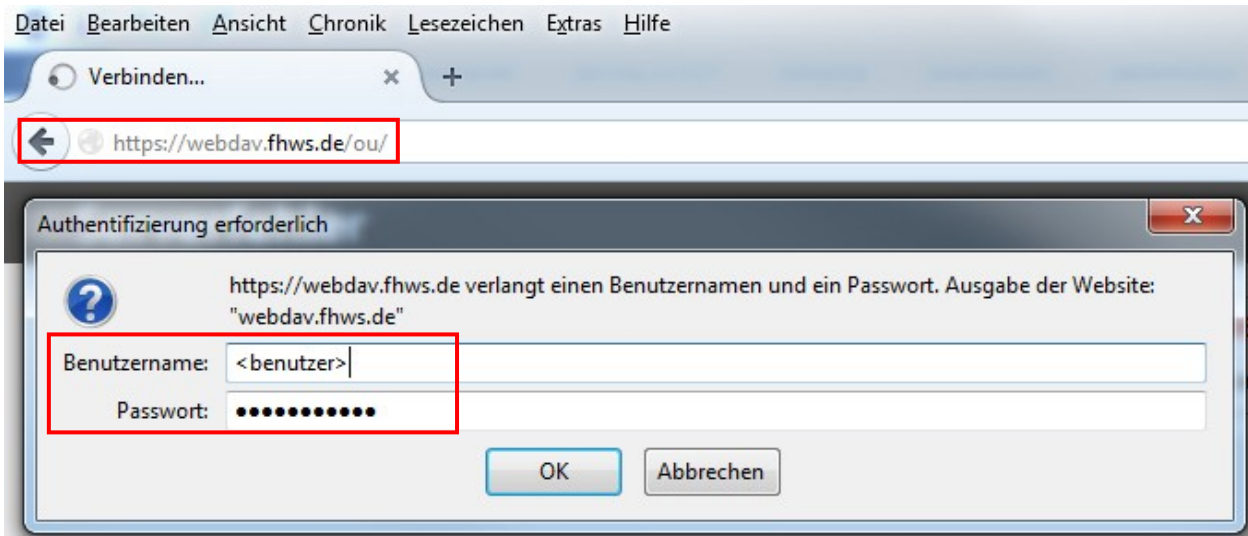 Datei Bearbeiten Ansicht Chronik Lesezeichen Extras Hilfe
Verbinden...
https://webdav.fhws.de/ou/
Authentifizierung erforderlich
https://webdav.fhws.de verlangt einen Benutzernamen und ein Passwort. Ausgabe der Website:
"webdav.fhws.de"
Benutzername: <benutzer>
Passwort: ●●●●●●●●●●●
OK Abbrechen